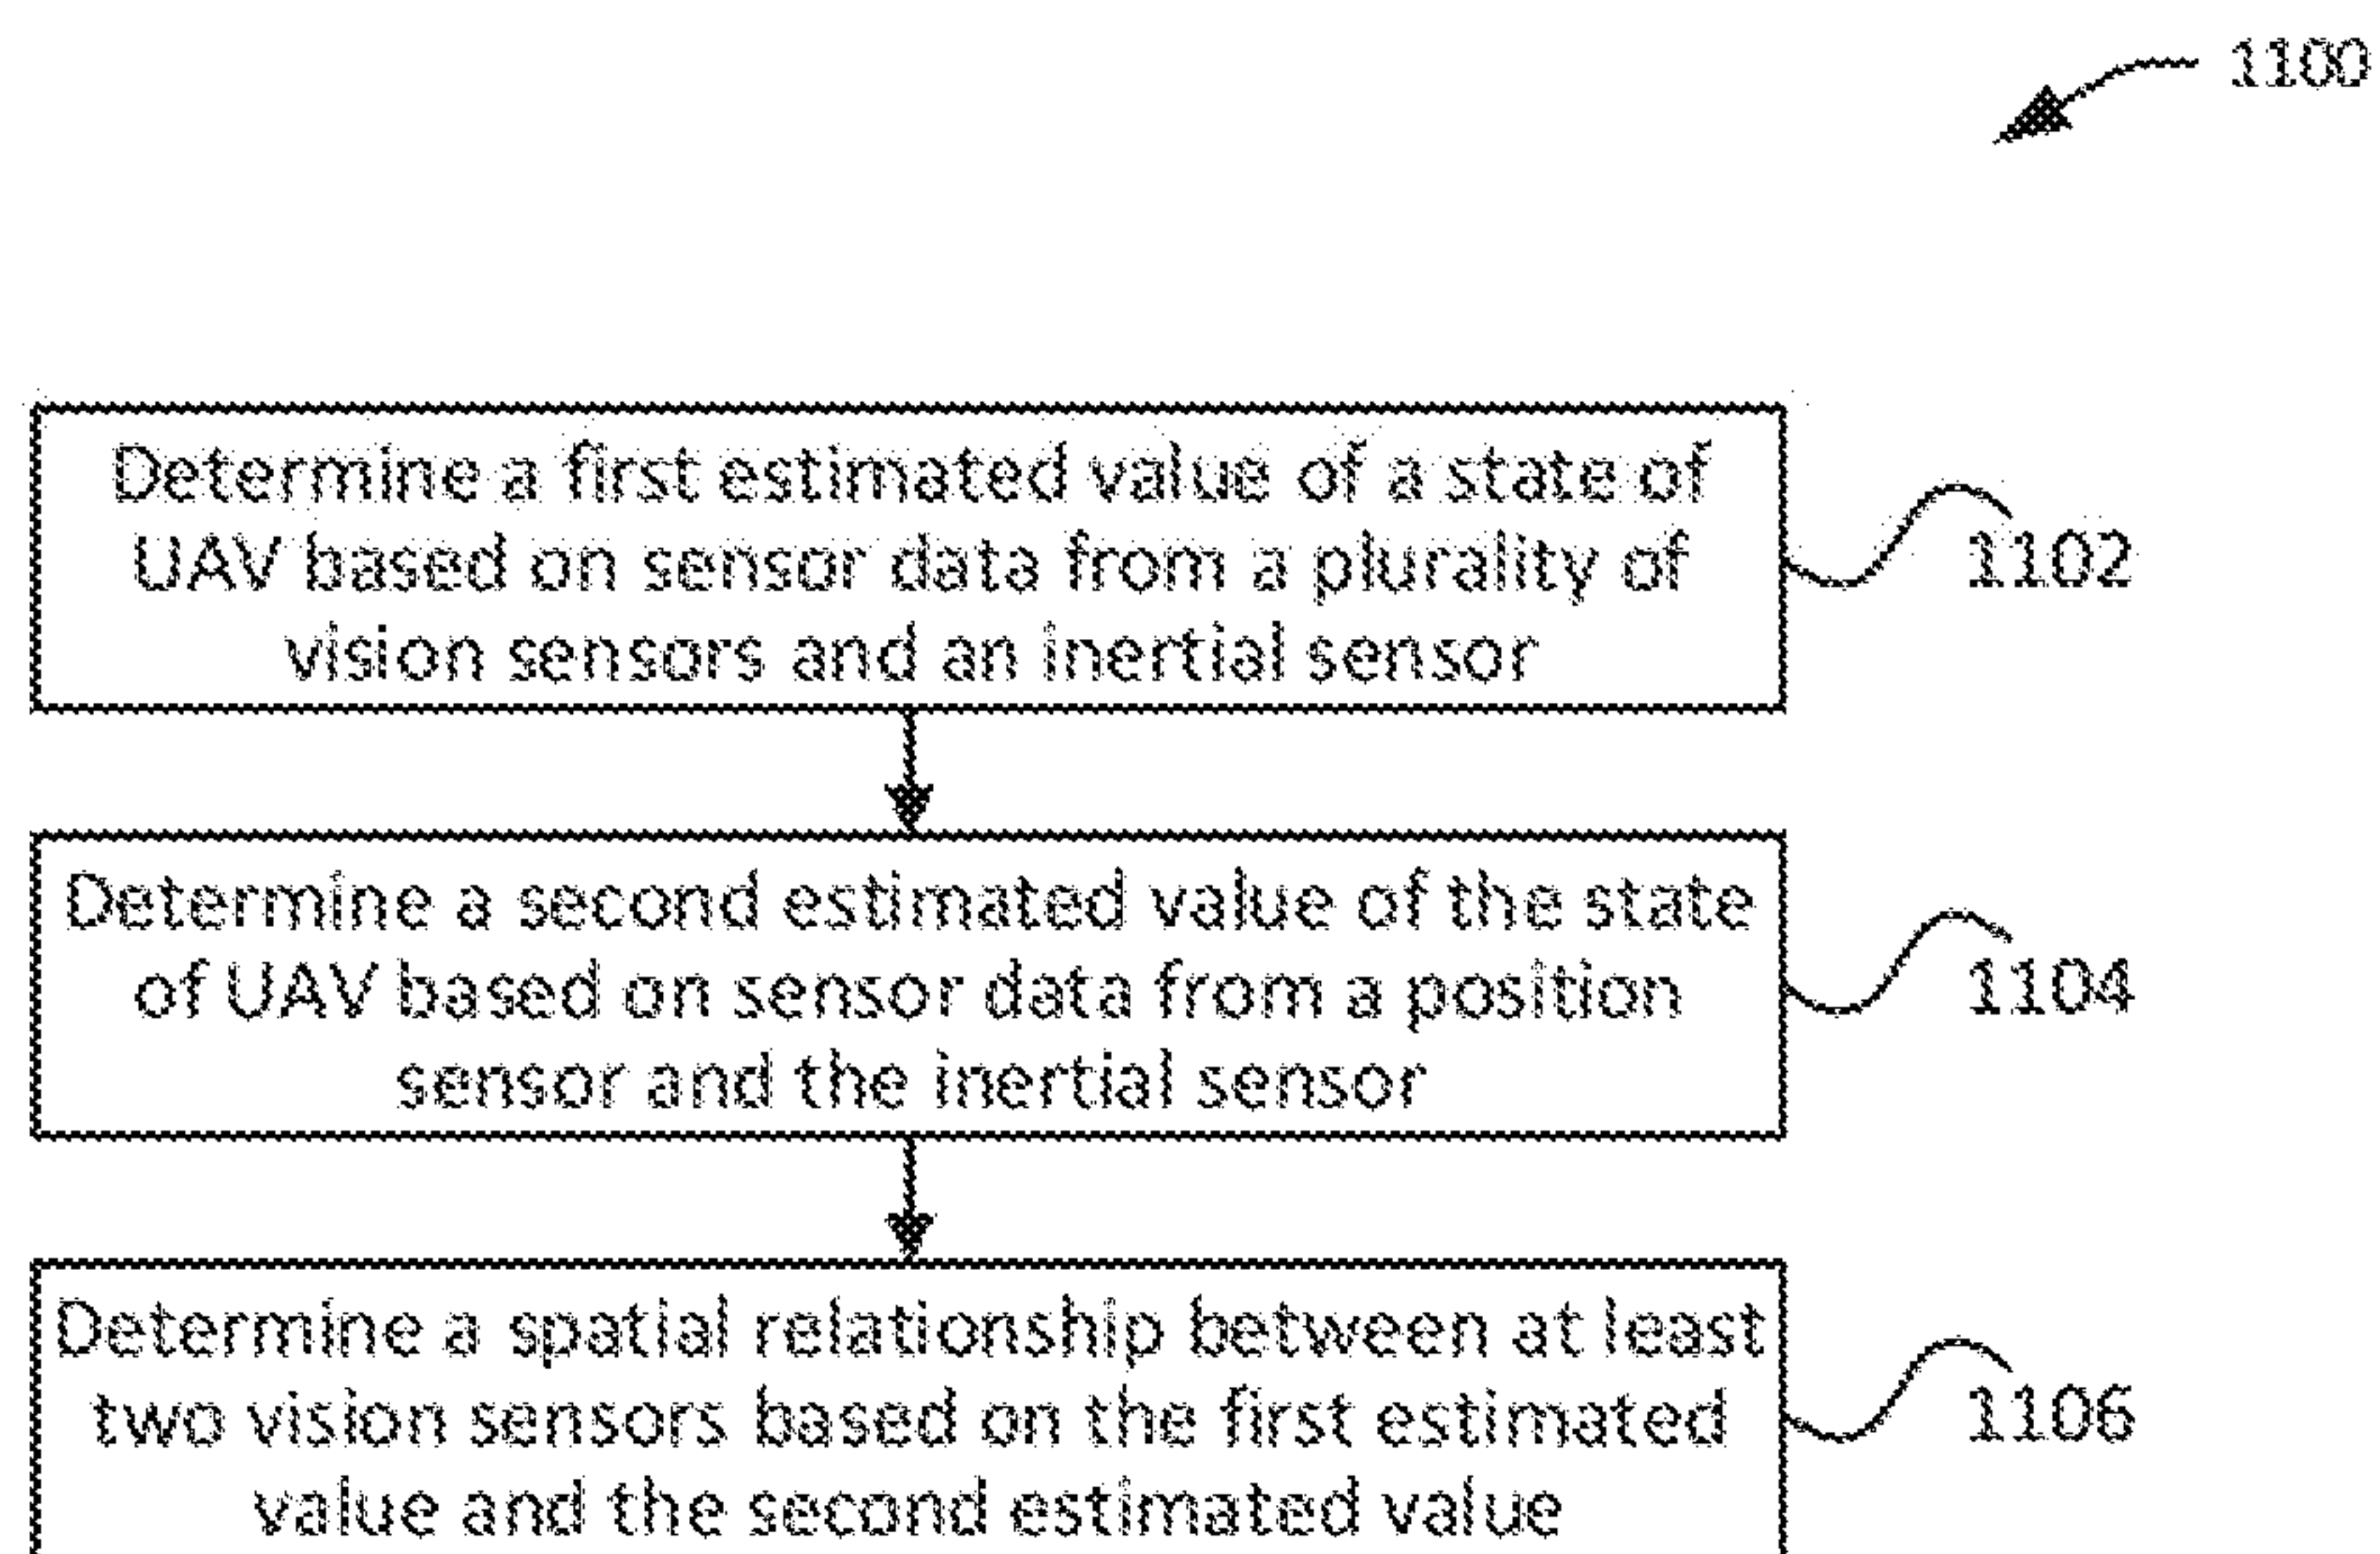 1100
Determine a first estimated value of a state of
UAV based on sensor data from a plurality of
vision sensors and an inertial sensor
1102
Determine a second estimated value of the state
of UAV based on sensor data from a position
sensor and the inertial sensor
1104
Determine a spatial relationship between at least
two vision sensors based on the first estimated
value and the second estimated value
1106